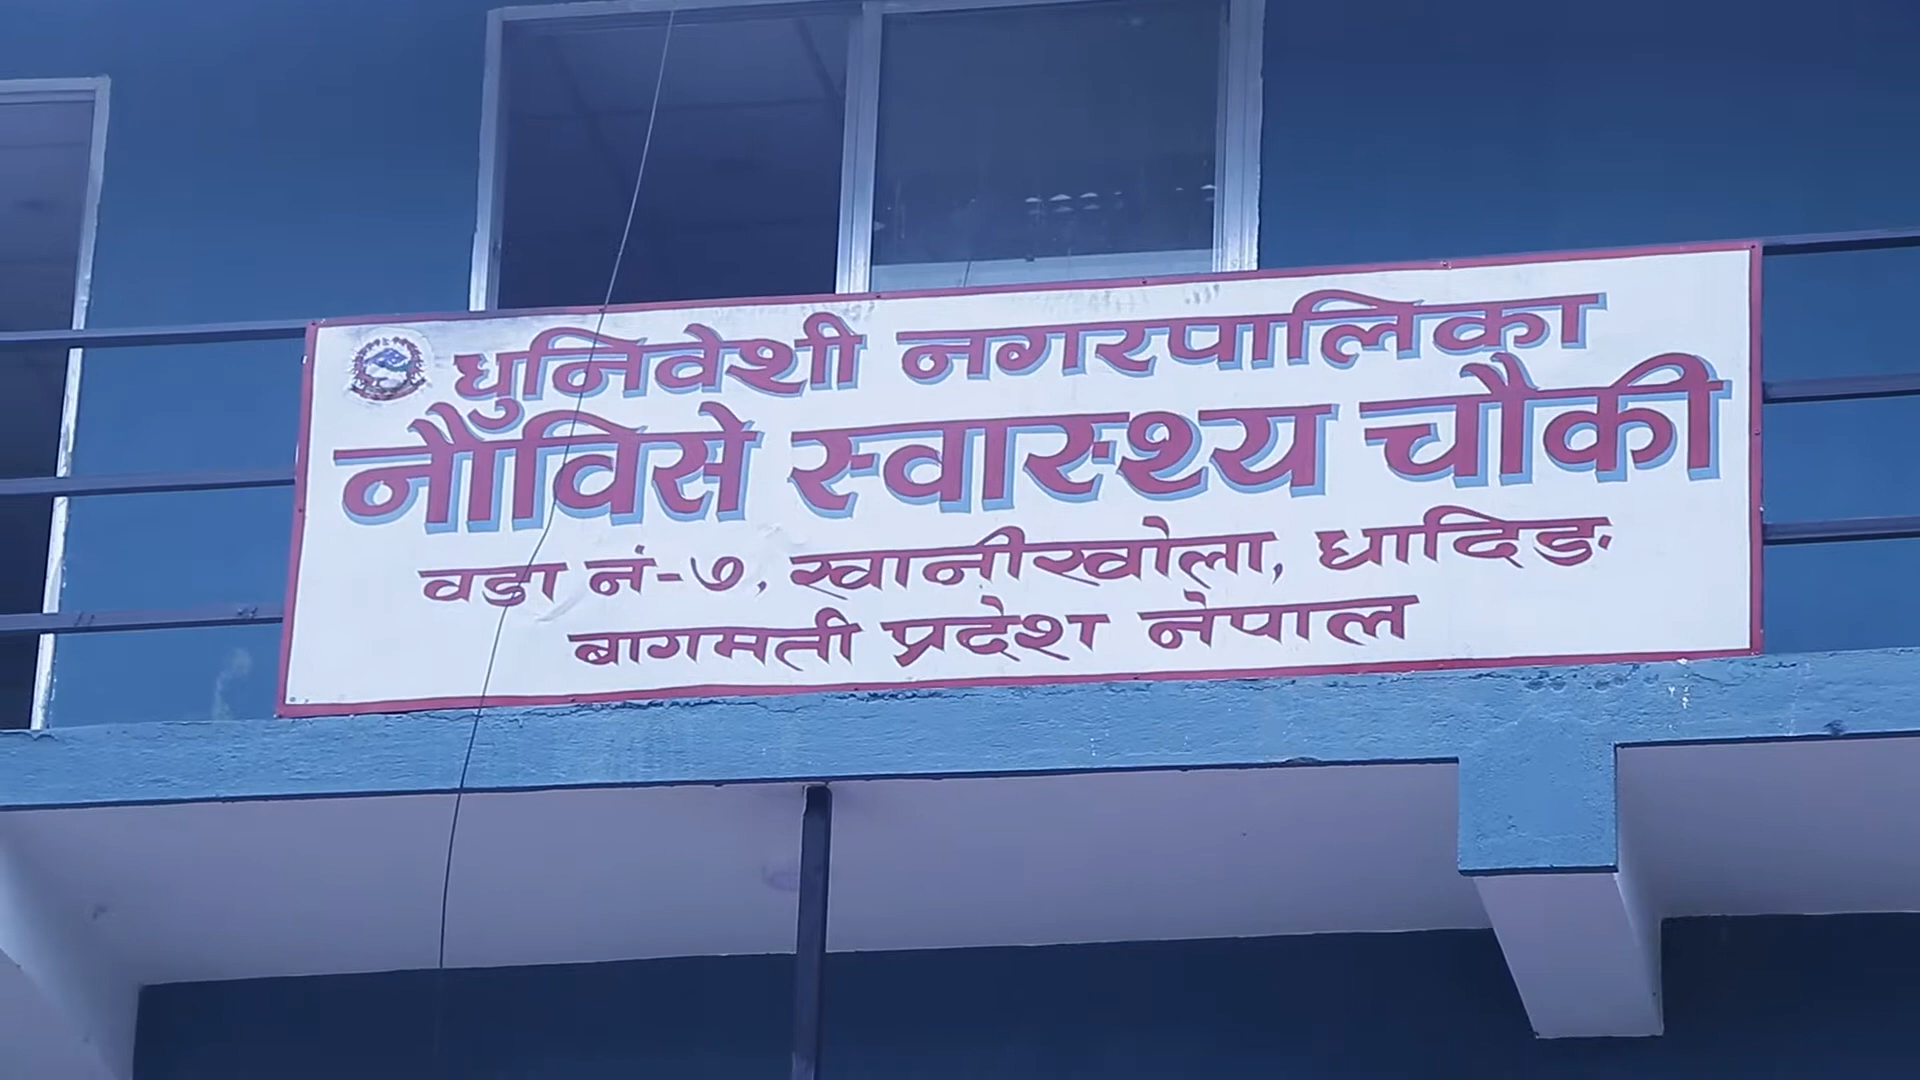 धुनिवेशी नगरपालिका
नौविसे स्वास्थ्य चौकी
वडा नं-७, खानीखोला, धादिङ
बागमती प्रदेश नेपाल